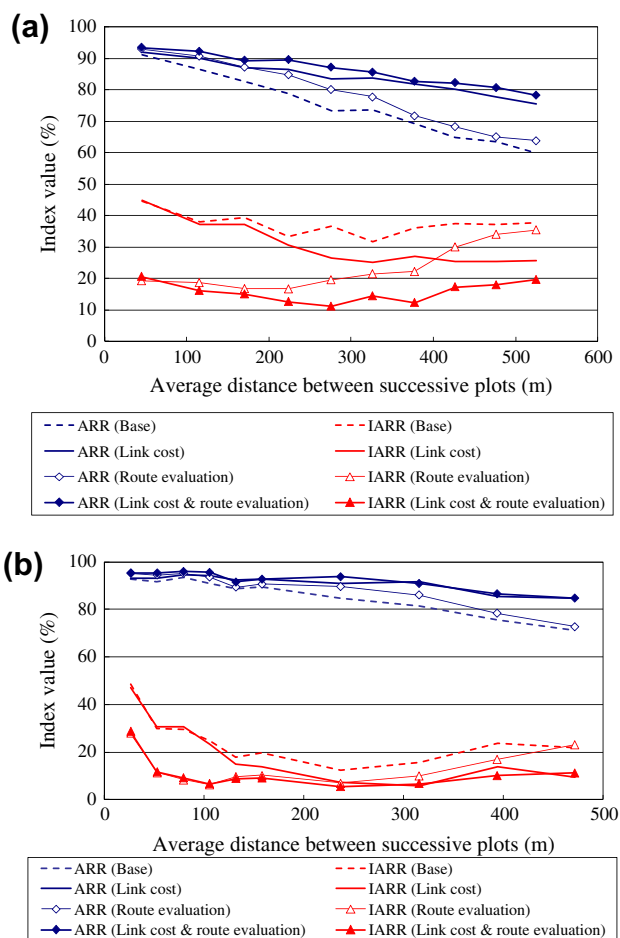 (a)
Index value (%)
100
90
80
70
60
50
40
30
20
10
0
0 100 200 300 400 500 600
Average distance between successive plots (m)
ARR (Base) IARR (Base)
ARR (Link cost) IARR (Link cost)
ARR (Route evaluation) IARR (Route evaluation)
ARR (Link cost & route evaluation) IARR (Link cost & route evaluation)
(b)
Index value (%)
100
80
60
40
20
0
0 100 200 300 400 500
Average distance between successive plots (m)
ARR (Base) IARR (Base)
ARR (Link cost) IARR (Link cost)
ARR (Route evaluation) IARR (Route evaluation)
ARR (Link cost & route evaluation) IARR (Link cost & route evaluation)